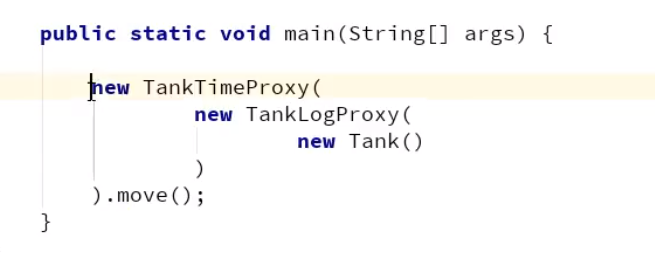 public static void main(String[] args) {
new TankTimeProxy(
new TankLogProxy(
new Tank()
)
).move();
}